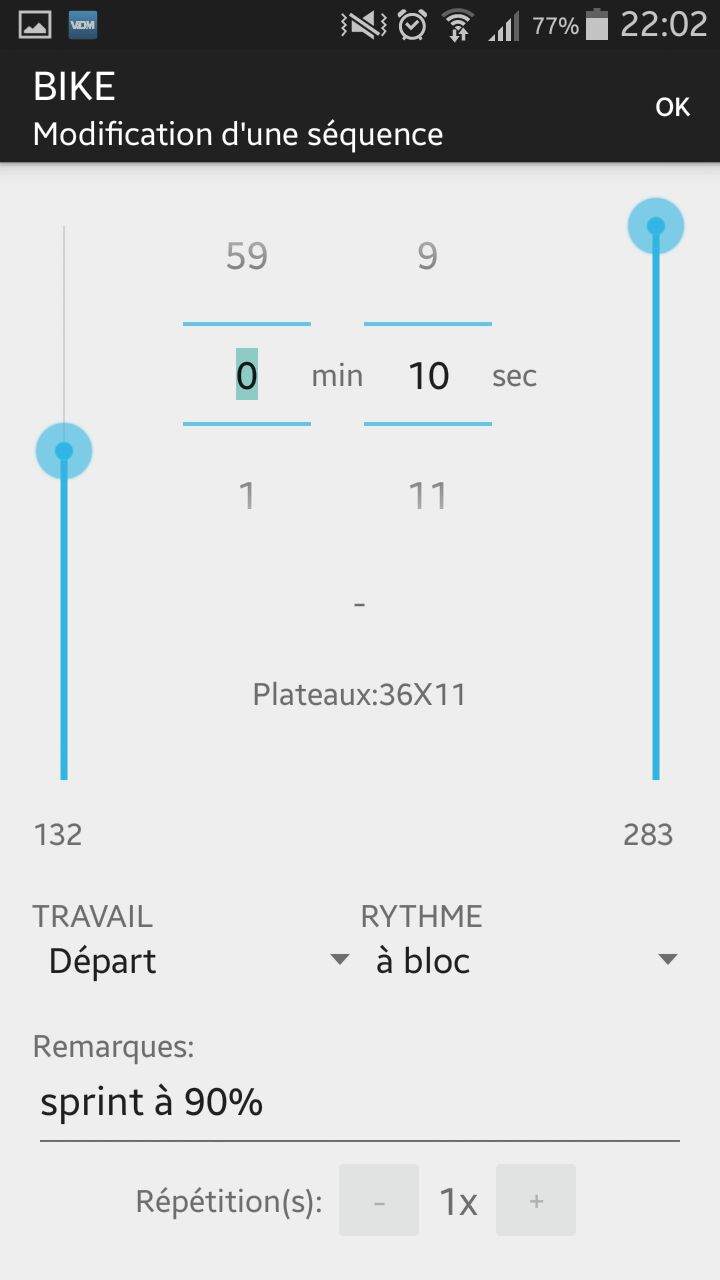 VDM 77% 22:02
BIKE
Modification d'une séquence
OK
59 9
0 min 10 sec
1 11
-
Plateaux:36X11
132 283
TRAVAIL RYTHME
Départ à bloc
Remarques:
sprint à 90%
Répétition(s): - 1x +